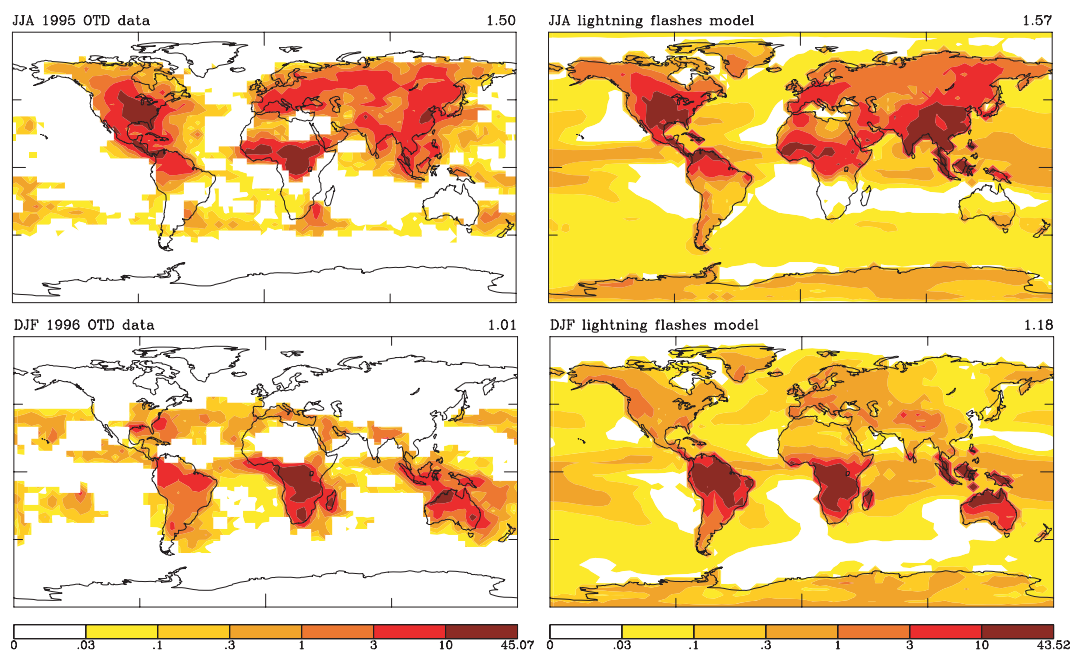 JJA 1995 OTD data 1.50
JJA lightning flashes model 1.57
DJF 1996 OTD data 1.01
DJF lightning flashes model 1.18
0 .03 .1 .3 1 3 10 45.07
0 .03 .1 .3 1 3 10 43.52